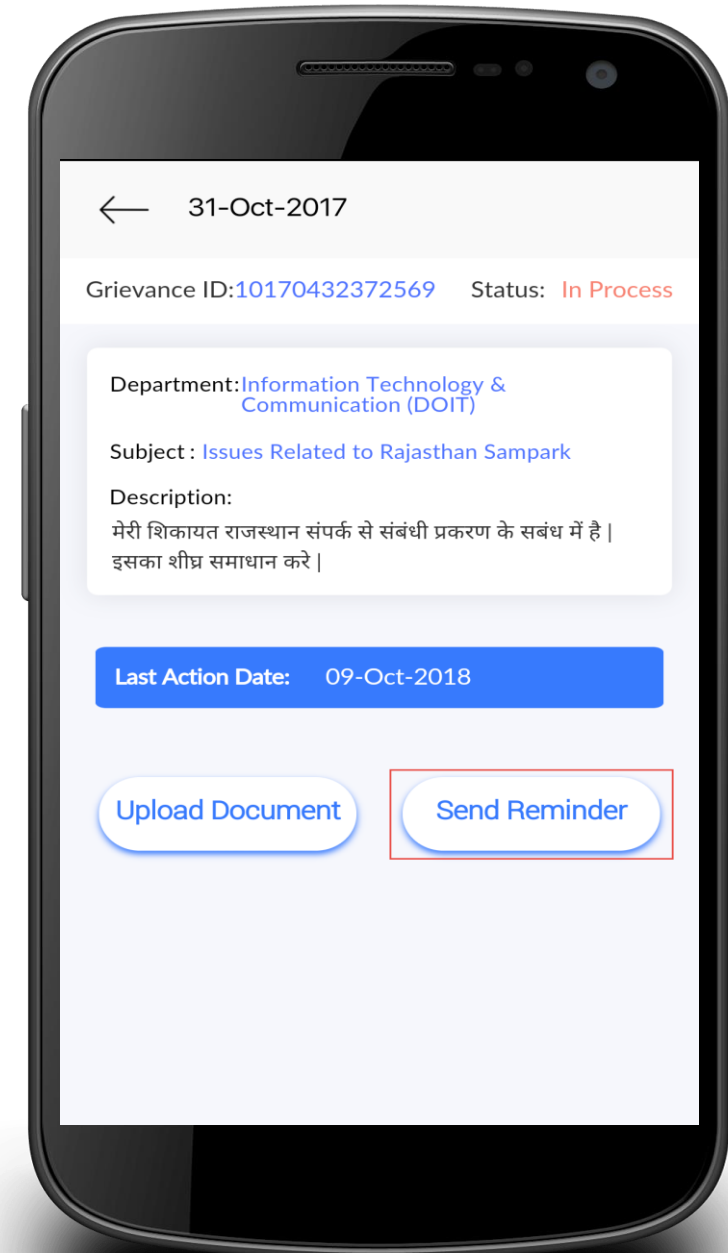 31-Oct-2017
Grievance ID:10170432372569 Status: In Process
Department:Information Technology &
Communication (DOIT)
Subject : Issues Related to Rajasthan Sampark
Description:
मेरी शिकायत राजस्थान संपर्क से संबंधी प्रकरण के सबंध में है |
इसका शीघ्र समाधान करे |
Last Action Date: 09-Oct-2018
Upload Document Send Reminder